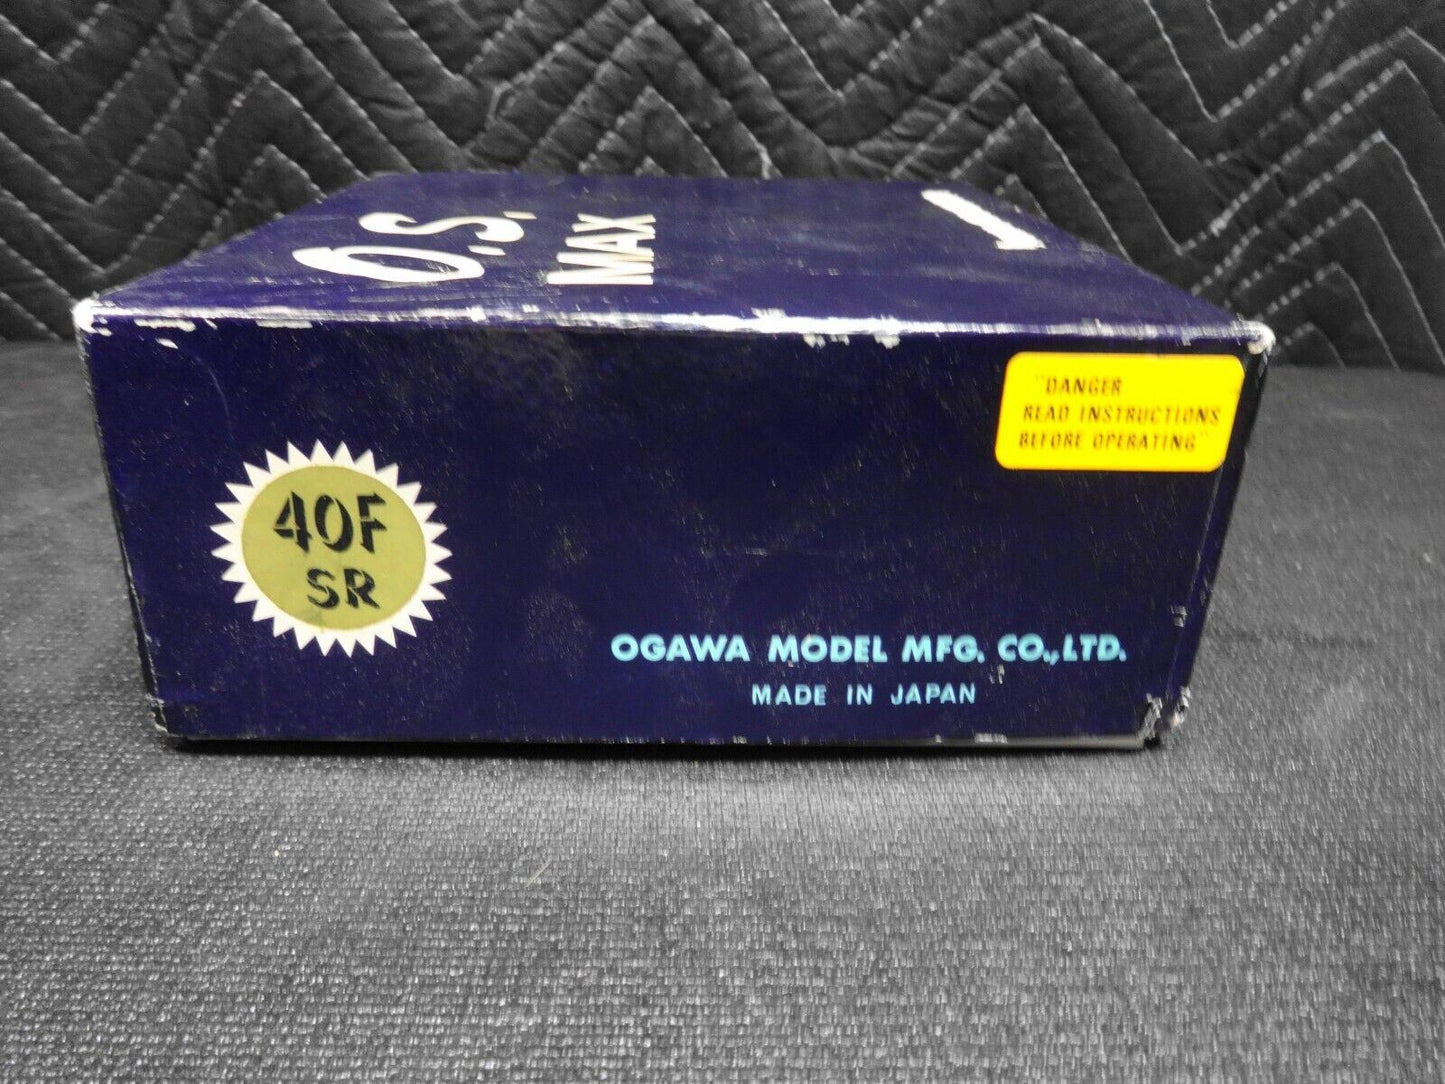 O.S.
MAX
"DANGER
READ INSTRUCTIONS
BEFORE OPERATING"
40F
SR
OGAWA MODEL MFG. CO.,LTD.
MADE IN JAPAN